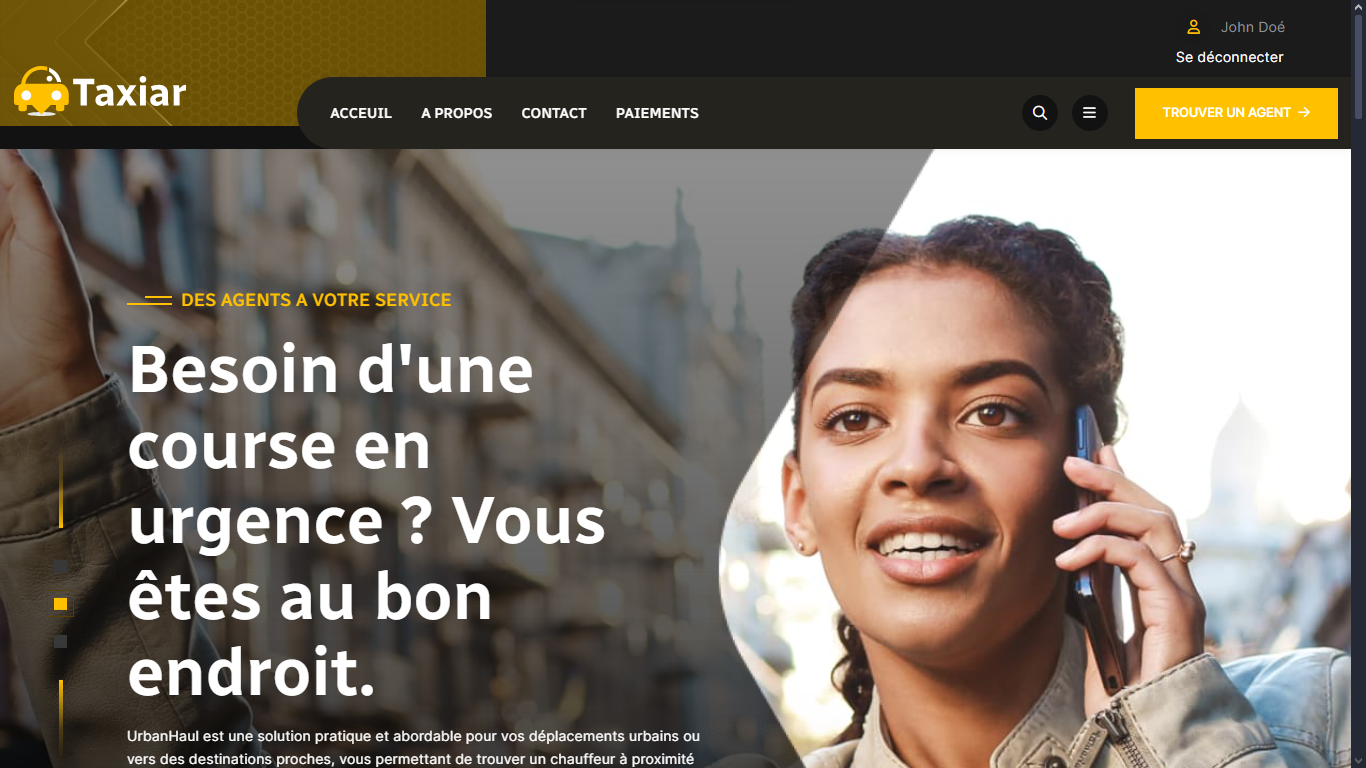 John Doé
Se déconnecter
Taxiar
ACCEUIL A PROPOS CONTACT PAIEMENTS
TROUVER UN AGENT →
DES AGENTS A VOTRE SERVICE
Besoin d'une
course en
urgence ? Vous
êtes au bon
endroit.
UrbanHaul est une solution pratique et abordable pour vos déplacements urbains ou
vers des destinations proches, vous permettant de trouver un chauffeur à proximité